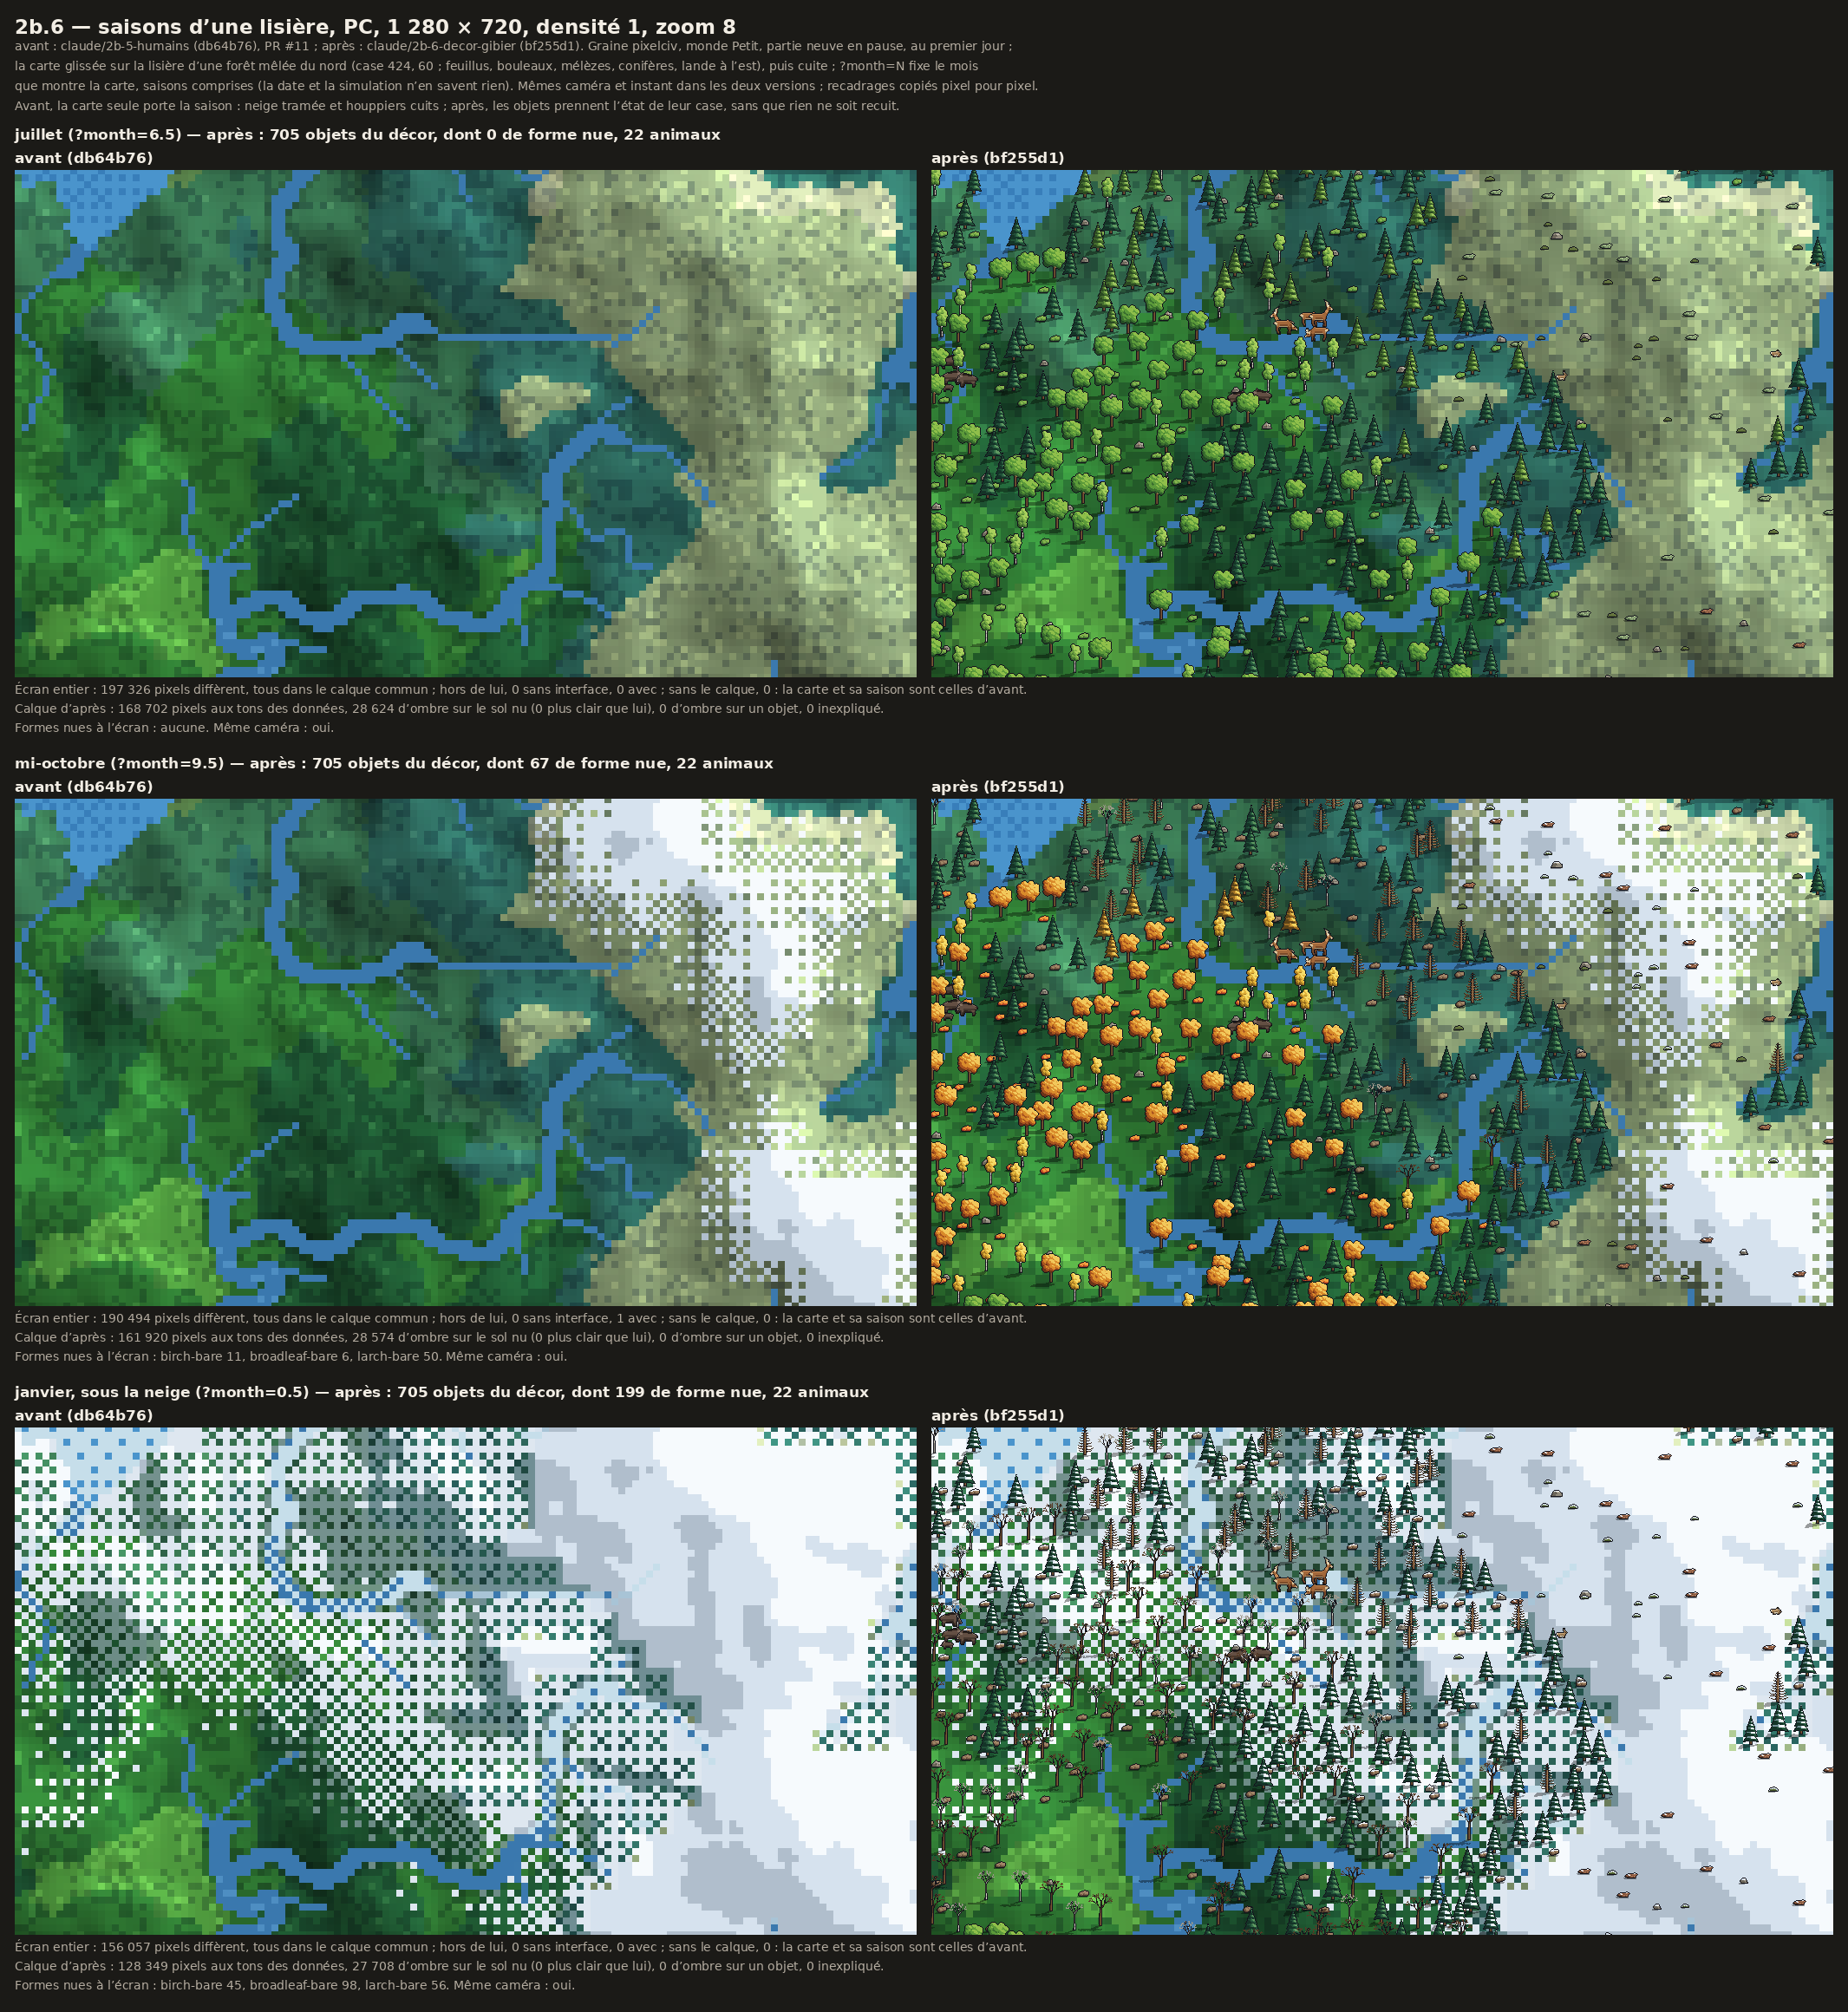 2b.6 — saisons d’une lisière, PC, 1 280 × 720, densité 1, zoom 8
avant : claude/2b-5-humains (db64b76), PR #11 ; après : claude/2b-6-decor-gibier (bf255d1). Graine pixelciv, monde Petit, partie neuve en pause, au premier jour ;
la carte glissée sur la lisière d’une forêt mêlée du nord (case 424, 60 ; feuillus, bouleaux, mélèzes, conifères, lande à l’est), puis cuite ; ?month=N fixe le mois
que montre la carte, saisons comprises (la date et la simulation n’en savent rien). Mêmes caméra et instant dans les deux versions ; recadrages copiés pixel pour pixel.
Avant, la carte seule porte la saison : neige tramée et houppiers cuits ; après, les objets prennent l’état de leur case, sans que rien ne soit recuit.
juillet (?month=6.5) — après : 705 objets du décor, dont 0 de forme nue, 22 animaux
avant (db64b76)
après (bf255d1)
Écran entier : 197 326 pixels diffèrent, tous dans le calque commun ; hors de lui, 0 sans interface, 0 avec ; sans le calque, 0 : la carte et sa saison sont celles d’avant.
Calque d’après : 168 702 pixels aux tons des données, 28 624 d’ombre sur le sol nu (0 plus clair que lui), 0 d’ombre sur un objet, 0 inexpliqué.
Formes nues à l’écran : aucune. Même caméra : oui.
mi-octobre (?month=9.5) — après : 705 objets du décor, dont 67 de forme nue, 22 animaux
avant (db64b76)
après (bf255d1)
Écran entier : 190 494 pixels diffèrent, tous dans le calque commun ; hors de lui, 0 sans interface, 1 avec ; sans le calque, 0 : la carte et sa saison sont celles d’avant.
Calque d’après : 161 920 pixels aux tons des données, 28 574 d’ombre sur le sol nu (0 plus clair que lui), 0 d’ombre sur un objet, 0 inexpliqué.
Formes nues à l’écran : birch-bare 11, broadleaf-bare 6, larch-bare 50. Même caméra : oui.
janvier, sous la neige (?month=0.5) — après : 705 objets du décor, dont 199 de forme nue, 22 animaux
avant (db64b76)
après (bf255d1)
Écran entier : 156 057 pixels diffèrent, tous dans le calque commun ; hors de lui, 0 sans interface, 0 avec ; sans le calque, 0 : la carte et sa saison sont celles d’avant.
Calque d’après : 128 349 pixels aux tons des données, 27 708 d’ombre sur le sol nu (0 plus clair que lui), 0 d’ombre sur un objet, 0 inexpliqué.
Formes nues à l’écran : birch-bare 45, broadleaf-bare 98, larch-bare 56. Même caméra : oui.